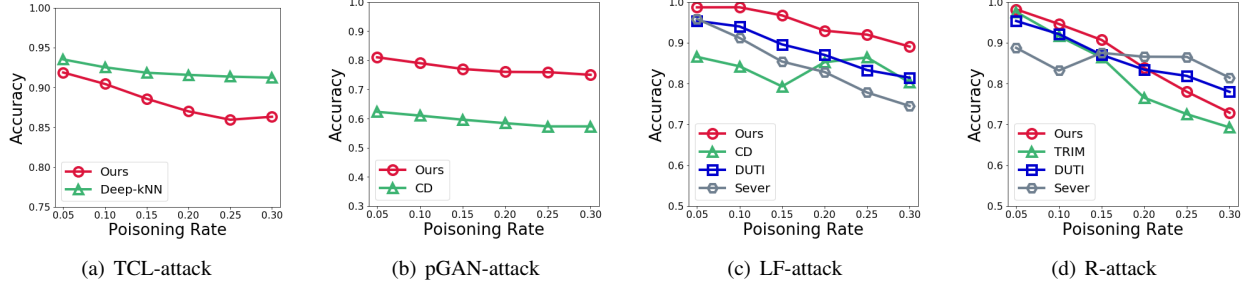 Accuracy
1.00
0.95
0.90
0.85
0.80
0.75
0.05 0.10 0.15 0.20 0.25 0.30
Poisoning Rate
Ours
Deep-kNN
(a) TCL-attack
Accuracy
1.0
0.9
0.8
0.7
0.6
0.5
0.4
0.3
0.05 0.10 0.15 0.20 0.25 0.30
Poisoning Rate
Ours
CD
(b) pGAN-attack
Accuracy
1.0
0.9
0.8
0.7
0.6
0.5
0.05 0.10 0.15 0.20 0.25 0.30
Poisoning Rate
Ours
CD
DUTI
Sever
(c) LF-attack
Accuracy
1.0
0.9
0.8
0.7
0.6
0.5
0.05 0.10 0.15 0.20 0.25 0.30
Poisoning Rate
Ours
TRIM
DUTI
Sever
(d) R-attack